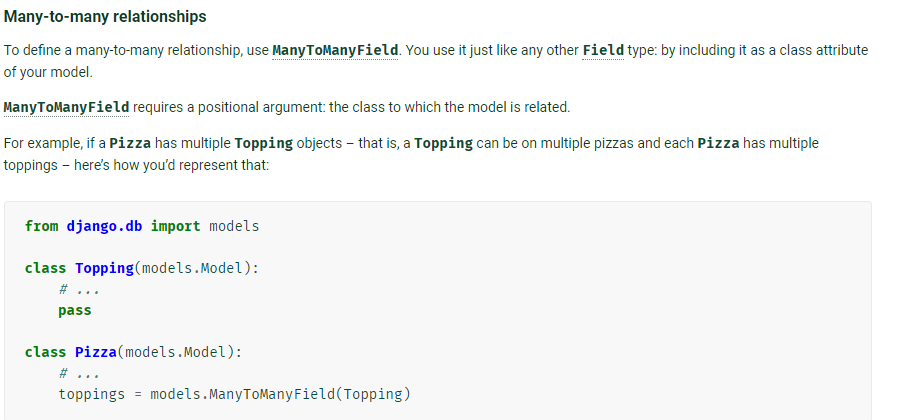 Many-to-many relationships
To define a many-to-many relationship, use ManyToManyField. You use it just like any other Field type: by including it as a class attribute
of your model.
ManyToManyField requires a positional argument: the class to which the model is related.
For example, if a Pizza has multiple Topping objects – that is, a Topping can be on multiple pizzas and each Pizza has multiple
toppings – here’s how you’d represent that:
from django.db import models
class Topping(models.Model):
    # ...
    pass
class Pizza(models.Model):
    # ...
    toppings = models.ManyToManyField(Topping)